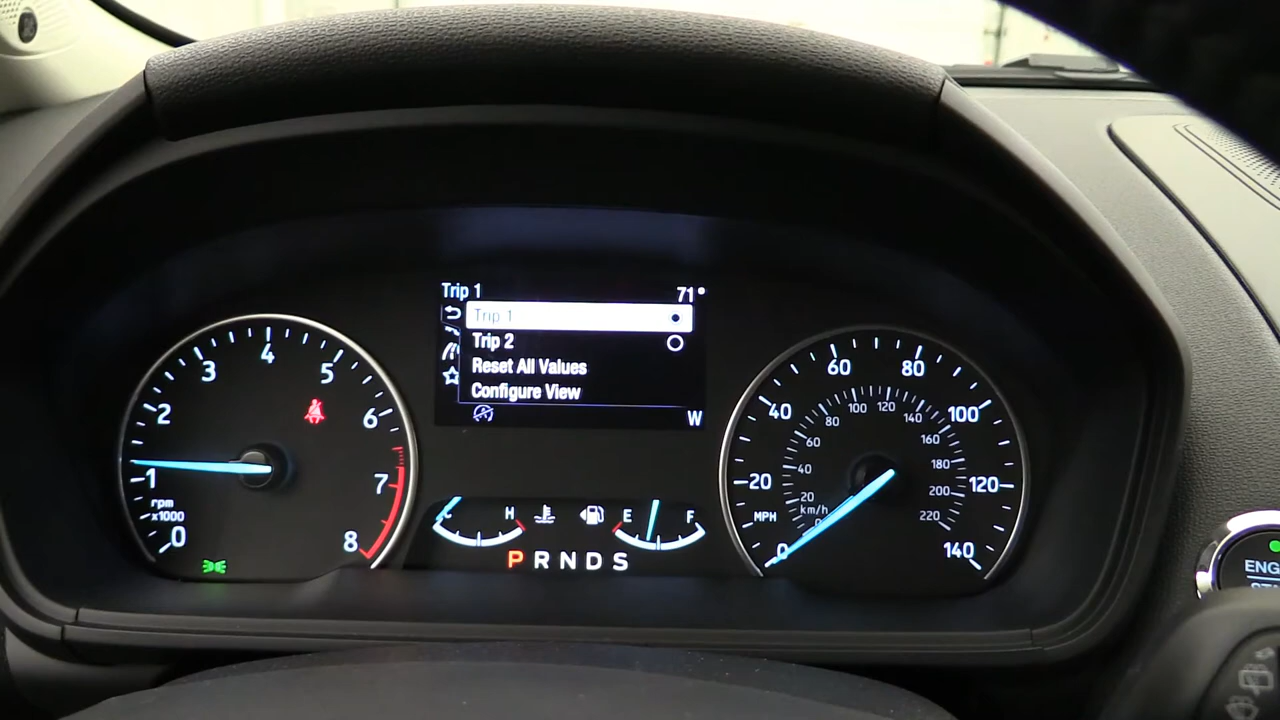 Trip 1 71°
Trip 1
Trip 2
Reset All Values
Configure View
W
0 1 2 3 4 5 6 7 8
rpm
x1000
H
E F
P R N D S
0 20 40 60 80 100 120 140
MPH
km/h
0 20 40 60 80 100 120 140 160 180 200 220
ENG